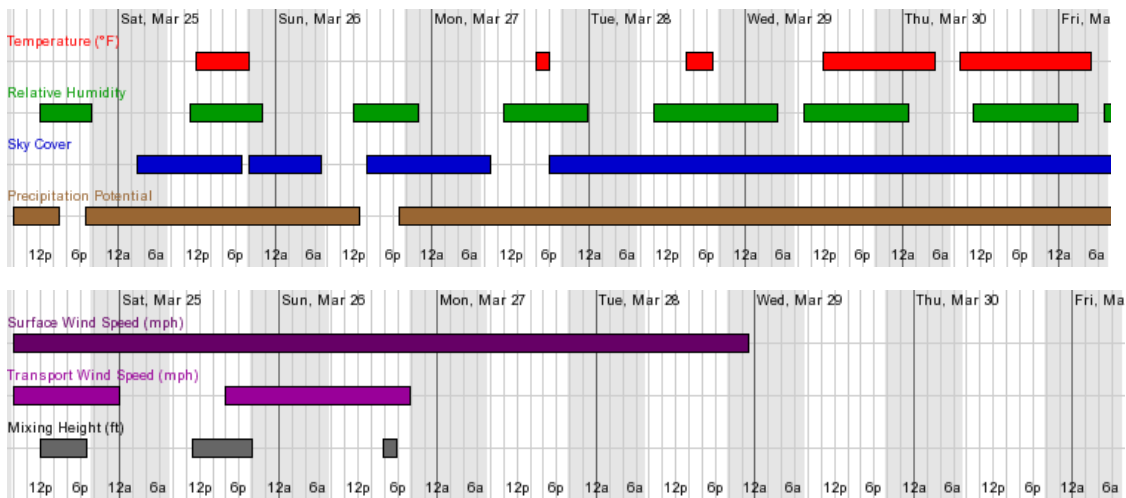 Sat, Mar 25 Sun, Mar 26 Mon, Mar 27 Tue, Mar 28 Wed, Mar 29 Thu, Mar 30 Fri, Ma
Temperature (°F)
Relative Humidity
Sky Cover
Precipitation Potential
12p 6p 12a 6a 12p 6p 12a 6a 12p 6p 12a 6a 12p 6p 12a 6a 12p 6p 12a 6a 12p 6p 12a 6a 12p 6p 12a 6a
Sat, Mar 25 Sun, Mar 26 Mon, Mar 27 Tue, Mar 28 Wed, Mar 29 Thu, Mar 30 Fri, Ma
Surface Wind Speed (mph)
Transport Wind Speed (mph)
Mixing Height (ft)
12p 6p 12a 6a 12p 6p 12a 6a 12p 6p 12a 6a 12p 6p 12a 6a 12p 6p 12a 6a 12p 6p 12a 6a 12p 6p 12a 6a